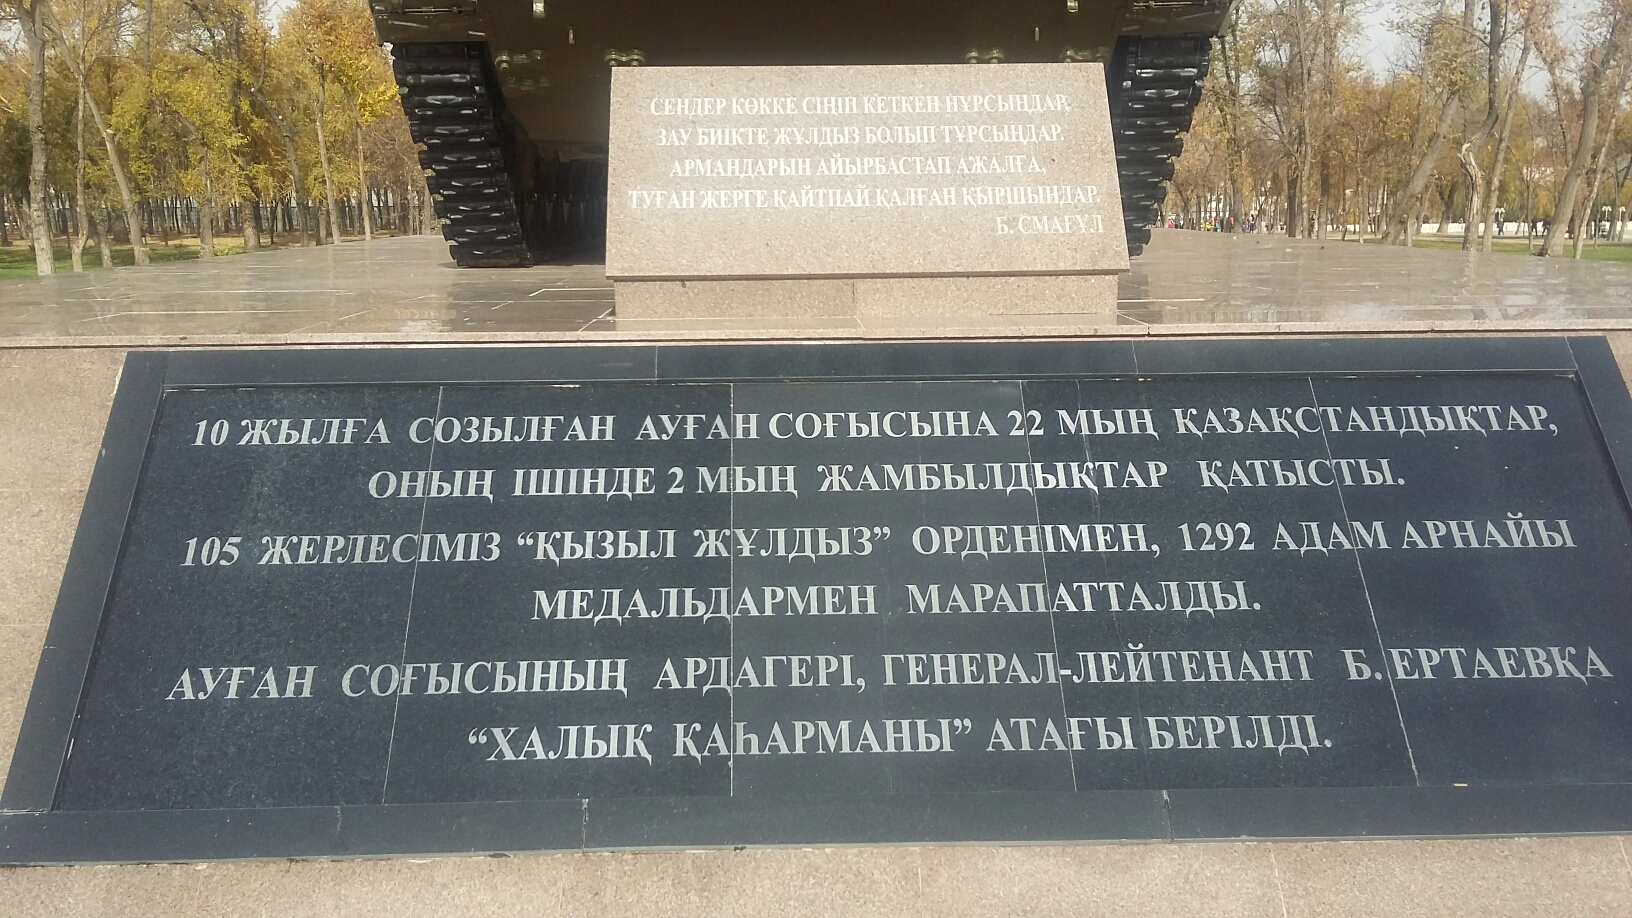 СЕНДЕР КӨККЕ СІҢІП КЕТКЕН НҰРСЫНДАР,
ЗАУ БИІКТЕ ЖҰЛДЫЗ БОЛЫП ТҰРСЫНДАР.
АРМАНДАРЫН АЙЫРБАСТАП АЖАЛҒА,
ТУҒАН ЖЕРГЕ ҚАЙТПАЙ ҚАЛҒАН ҚЫРШЫНДАР.
Б. СМАҒҰЛ
10 ЖЫЛҒА СОЗЫЛҒАН АУҒАН СОҒЫСЫНА 22 МЫҢ ҚАЗАҚСТАНДЫҚТАР,
ОНЫҢ ІШІНДЕ 2 МЫҢ ЖАМБЫЛДЫҚТАР ҚАТЫСТЫ.
105 ЖЕРЛЕСІМІЗ “ҚЫЗЫЛ ЖҰЛДЫЗ” ОРДЕНІМЕН, 1292 АДАМ АРНАЙЫ
МЕДАЛЬДАРМЕН МАРАПАТТАЛДЫ.
АУҒАН СОҒЫСЫНЫҢ АРДАГЕРІ, ГЕНЕРАЛ-ЛЕЙТЕНАНТ Б. ЕРТАЕВҚА
“ХАЛЫҚ ҚАҺАРМАНЫ” АТАҒЫ БЕРІЛДІ.